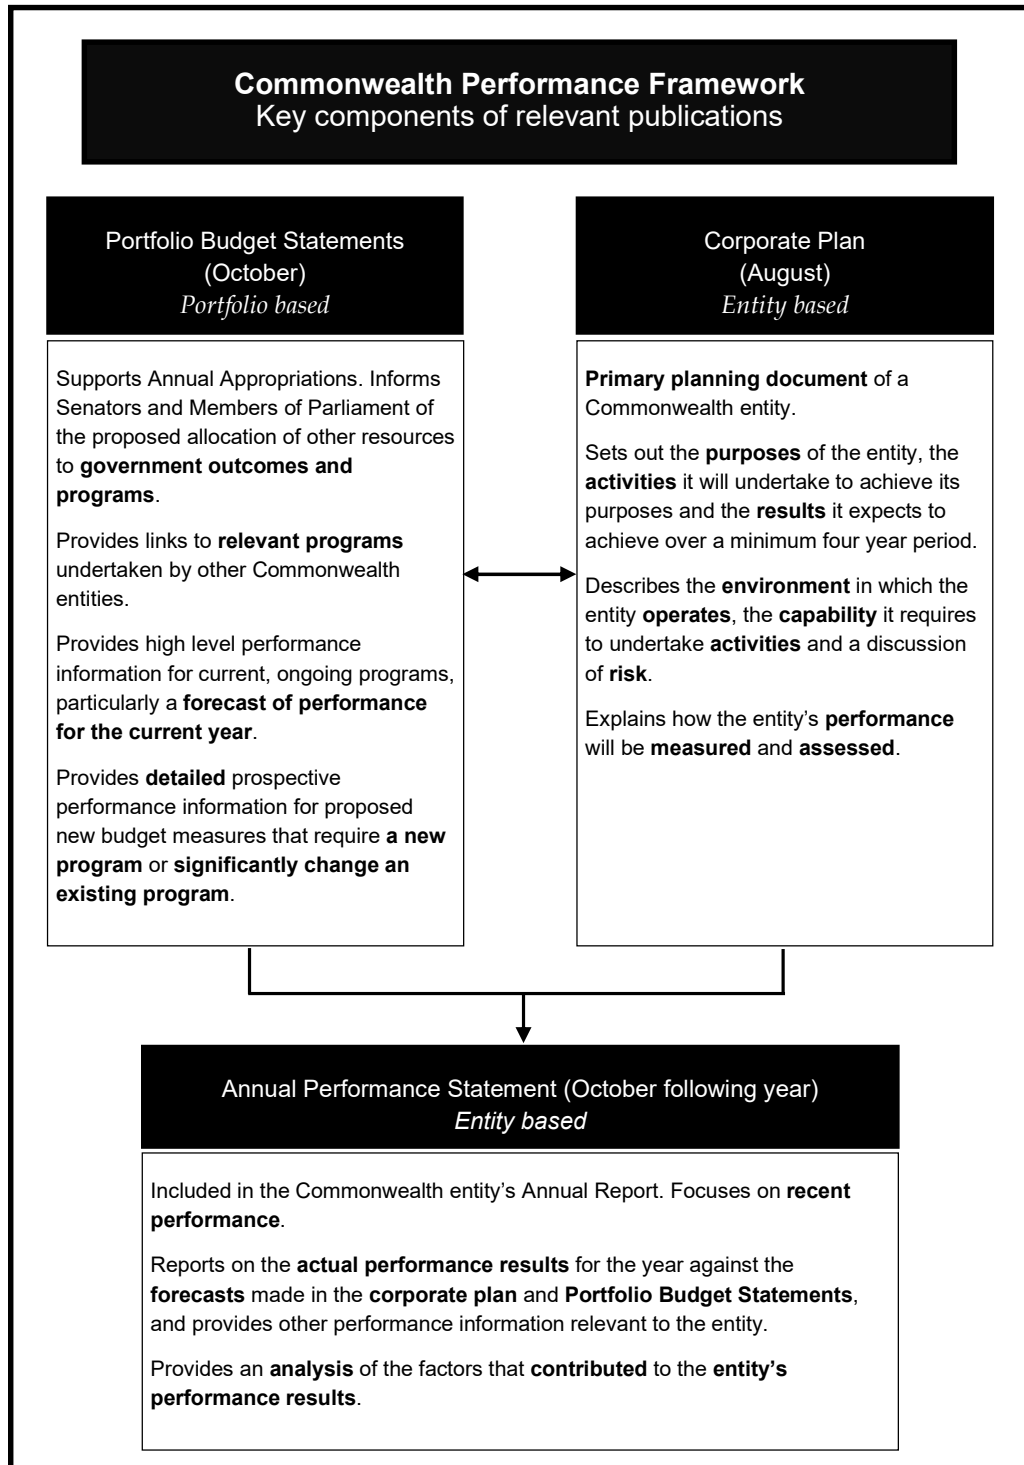 Commonwealth Performance Framework
Key components of relevant publications
Portfolio Budget Statements
(October)
Portfolio based
Supports Annual Appropriations. Informs
Senators and Members of Parliament of
the proposed allocation of other resources
to government outcomes and
programs.
Provides links to relevant programs
undertaken by other Commonwealth
entities.
Provides high level performance
information for current, ongoing programs,
particularly a forecast of performance
for the current year.
Provides detailed prospective
performance information for proposed
new budget measures that require a new
program or significantly change an
existing program.
Corporate Plan
(August)
Entity based
Primary planning document of a
Commonwealth entity.
Sets out the purposes of the entity, the
activities it will undertake to achieve its
purposes and the results it expects to
achieve over a minimum four year period.
Describes the environment in which the
entity operates, the capability it requires
to undertake activities and a discussion
of risk.
Explains how the entity’s performance
will be measured and assessed.
Annual Performance Statement (October following year)
Entity based
Included in the Commonwealth entity’s Annual Report. Focuses on recent
performance.
Reports on the actual performance results for the year against the
forecasts made in the corporate plan and Portfolio Budget Statements,
and provides other performance information relevant to the entity.
Provides an analysis of the factors that contributed to the entity’s
performance results.